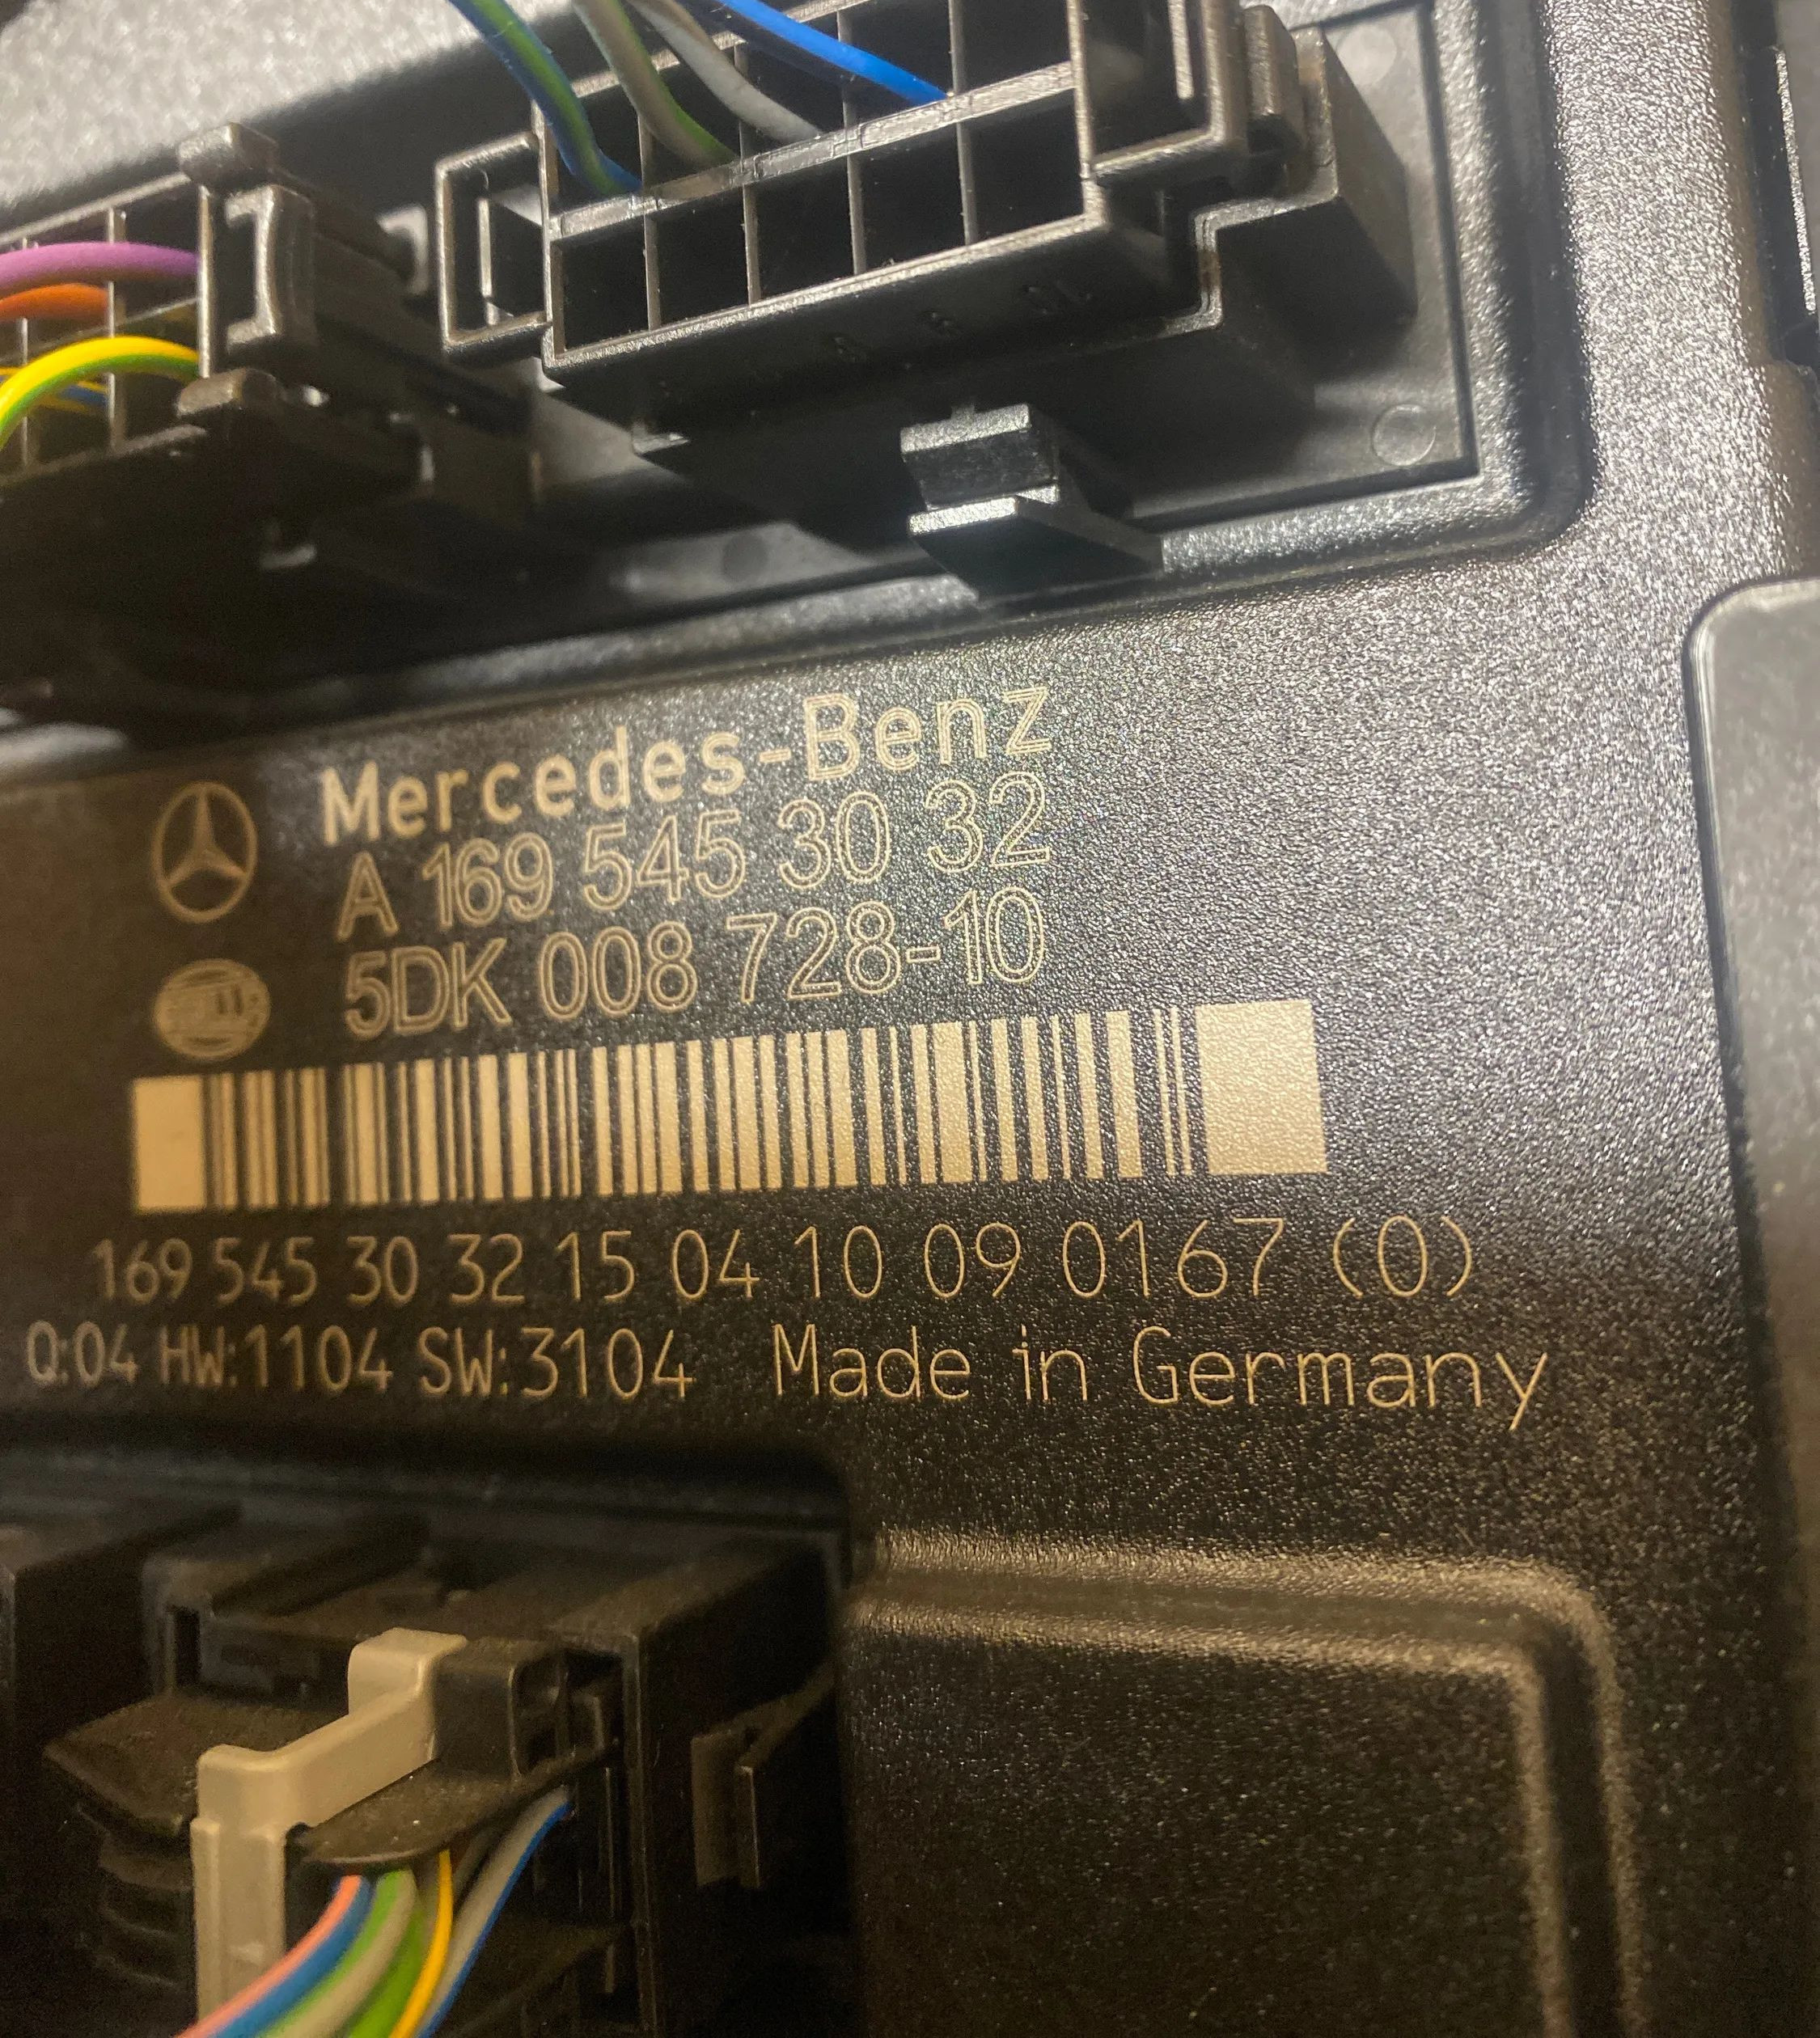 Mercedes-Benz
A 169 545 30 32
5DK 008 728-10
169 545 30 32 15 04 10 09 0167 (0)
Q:04 HW:1104 SW:3104 Made in Germany